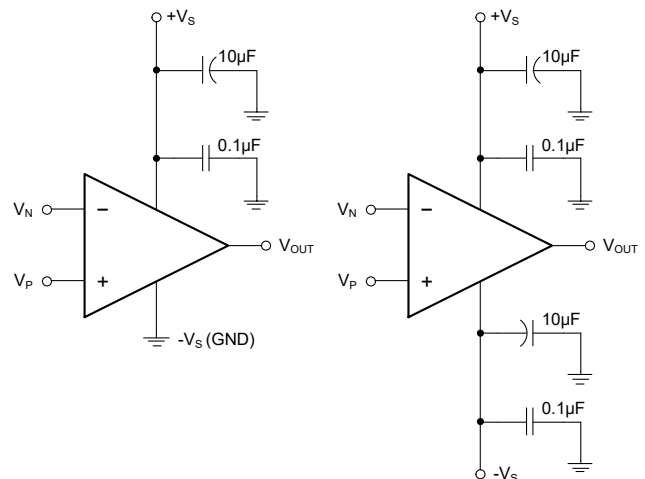 +VS
10µF
0.1µF
VN
−
VP
+
VOUT
-VS (GND)
+VS
10µF
0.1µF
VN
−
VP
+
VOUT
10µF
0.1µF
-VS